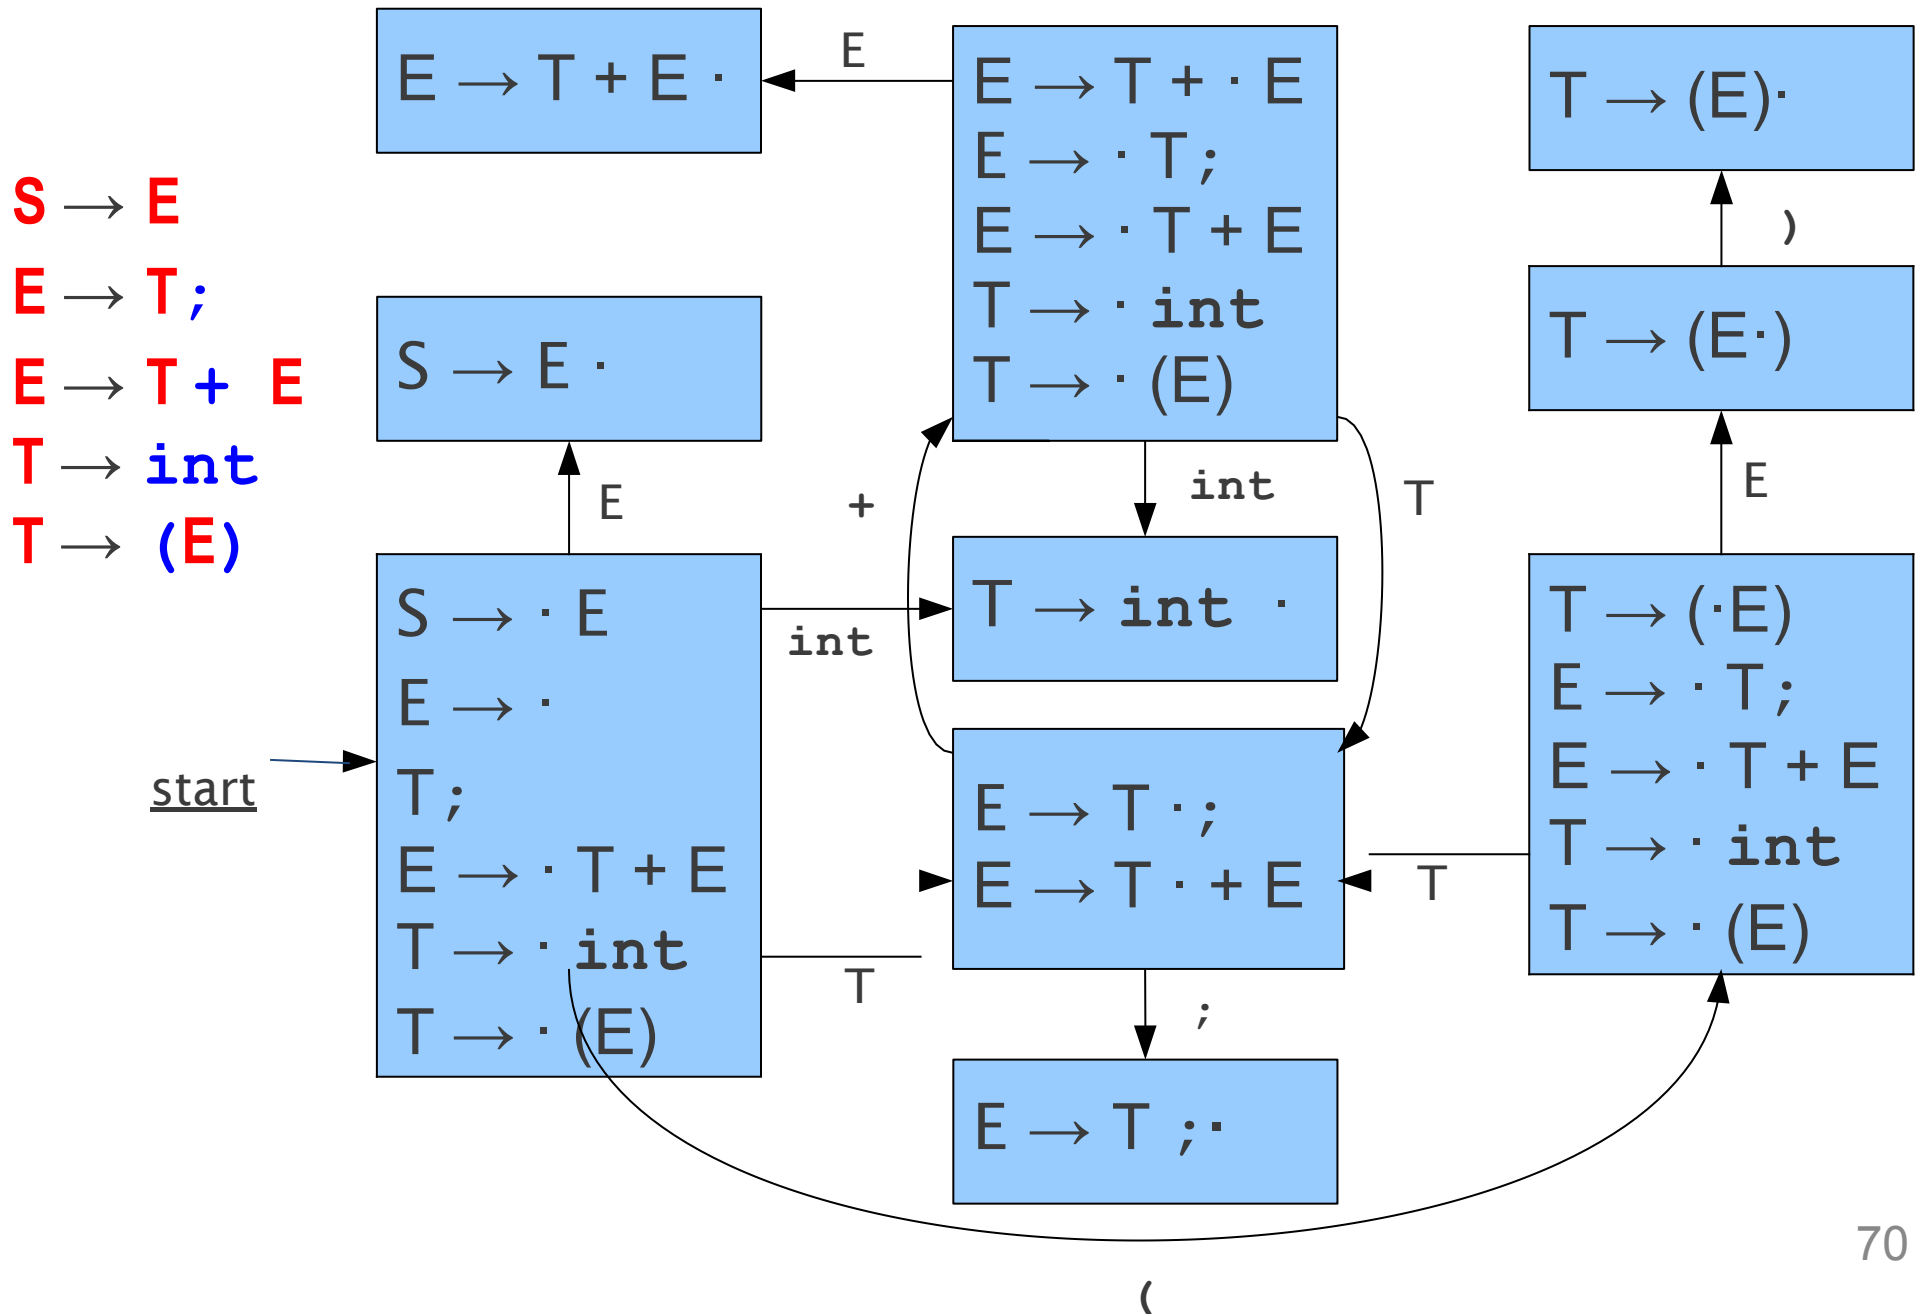 S → E
E → T;
E → T + E
T → int
T → (E)
start
E → T + E ·
E
E → T + · E
E → · T;
E → · T + E
T → · int
T → · (E)
T → (E)·
)
T → (E·)
E
S → E ·
E
+
int
T
S → · E
E → ·
T;
E → · T + E
T → · int
T → · (E)
int
T → int ·
T
E → T ·;
E → T · + E
T
T → (·E)
E → · T;
E → · T + E
T → · int
T → · (E)
;
E → T ;·
(
70